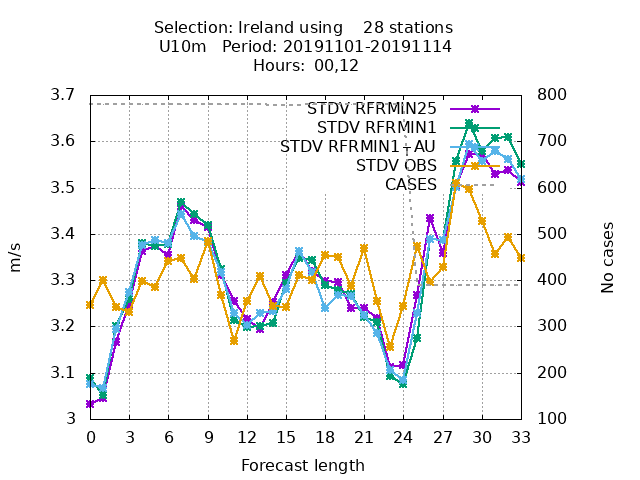 Selection: Ireland using    28 stations
U10m   Period: 20191101-20191114
Hours:  00,12
STDV RFRMIN25
STDV RFRMIN1
STDV RFRMIN1-AU
STDV OBS
CASES
3.7
3.6
3.5
3.4
3.3
3.2
3.1
3
m/s
800
700
600
500
400
300
200
100
No cases
0 3 6 9 12 15 18 21 24 27 30 33
Forecast length